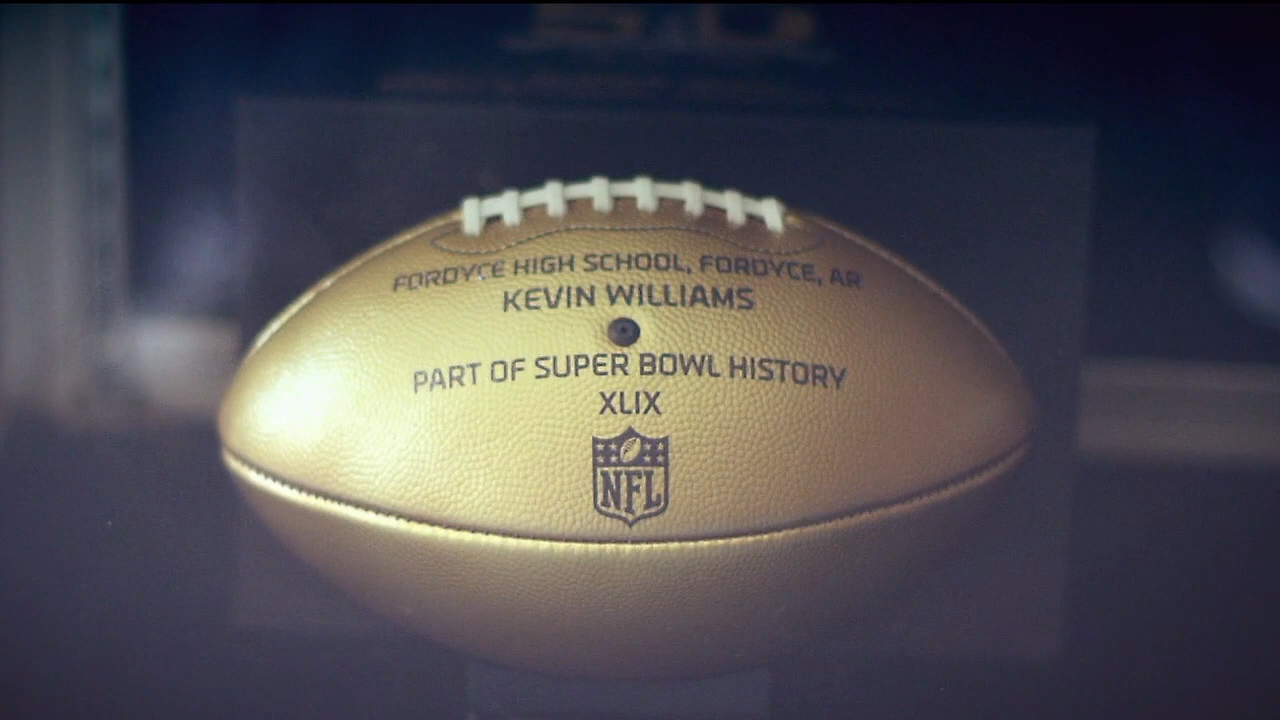 FORDYCE HIGH SCHOOL, FORDYCE, AR
KEVIN WILLIAMS
PART OF SUPER BOWL HISTORY
XLIX
NFL